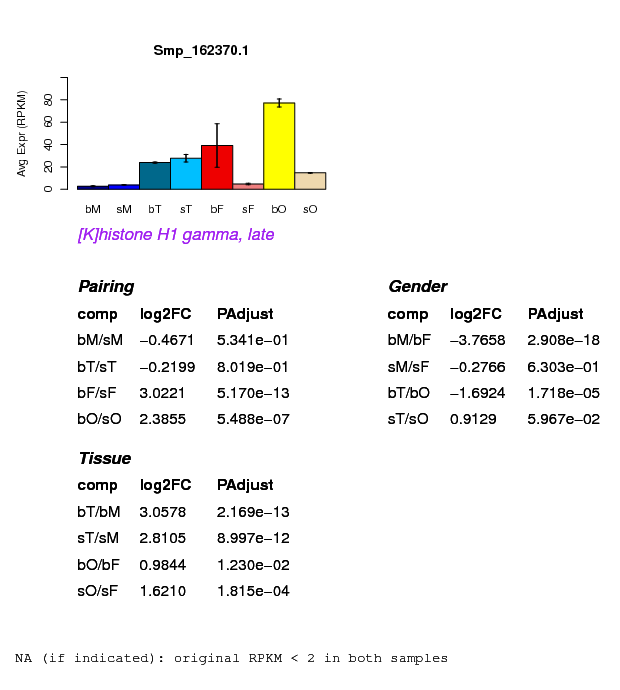 Smp_162370.1
Avg Expr (RPKM)
0 20 40 60 80
bM sM bT sT bF sF bO sO
[K]histone H1 gamma, late
Pairing
comp log2FC PAdjust
bM/sM −0.4671 5.341e−01
bT/sT −0.2199 8.019e−01
bF/sF 3.0221 5.170e−13
bO/sO 2.3855 5.488e−07
Gender
comp log2FC PAdjust
bM/bF −3.7658 2.908e−18
sM/sF −0.2766 6.303e−01
bT/bO −1.6924 1.718e−05
sT/sO 0.9129 5.967e−02
Tissue
comp log2FC PAdjust
bT/bM 3.0578 2.169e−13
sT/sM 2.8105 8.997e−12
bO/bF 0.9844 1.230e−02
sO/sF 1.6210 1.815e−04
NA (if indicated): original RPKM < 2 in both samples